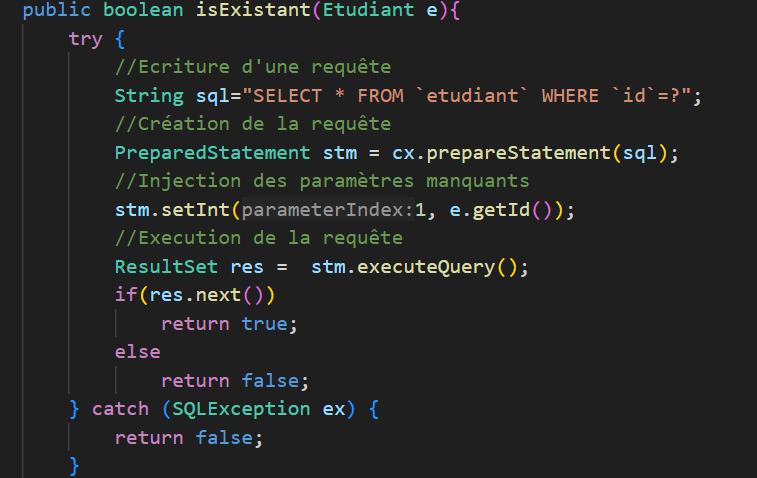 public boolean isExistant(Etudiant e){
try {
//Ecriture d'une requête
String sql="SELECT * FROM `etudiant` WHERE `id`=?";
//Création de la requête
PreparedStatement stm = cx.prepareStatement(sql);
//Injection des paramètres manquants
stm.setInt(parameterIndex:1, e.getId());
//Execution de la requête
ResultSet res =  stm.executeQuery();
if(res.next())
return true;
else
return false;
} catch (SQLException ex) {
return false;
}